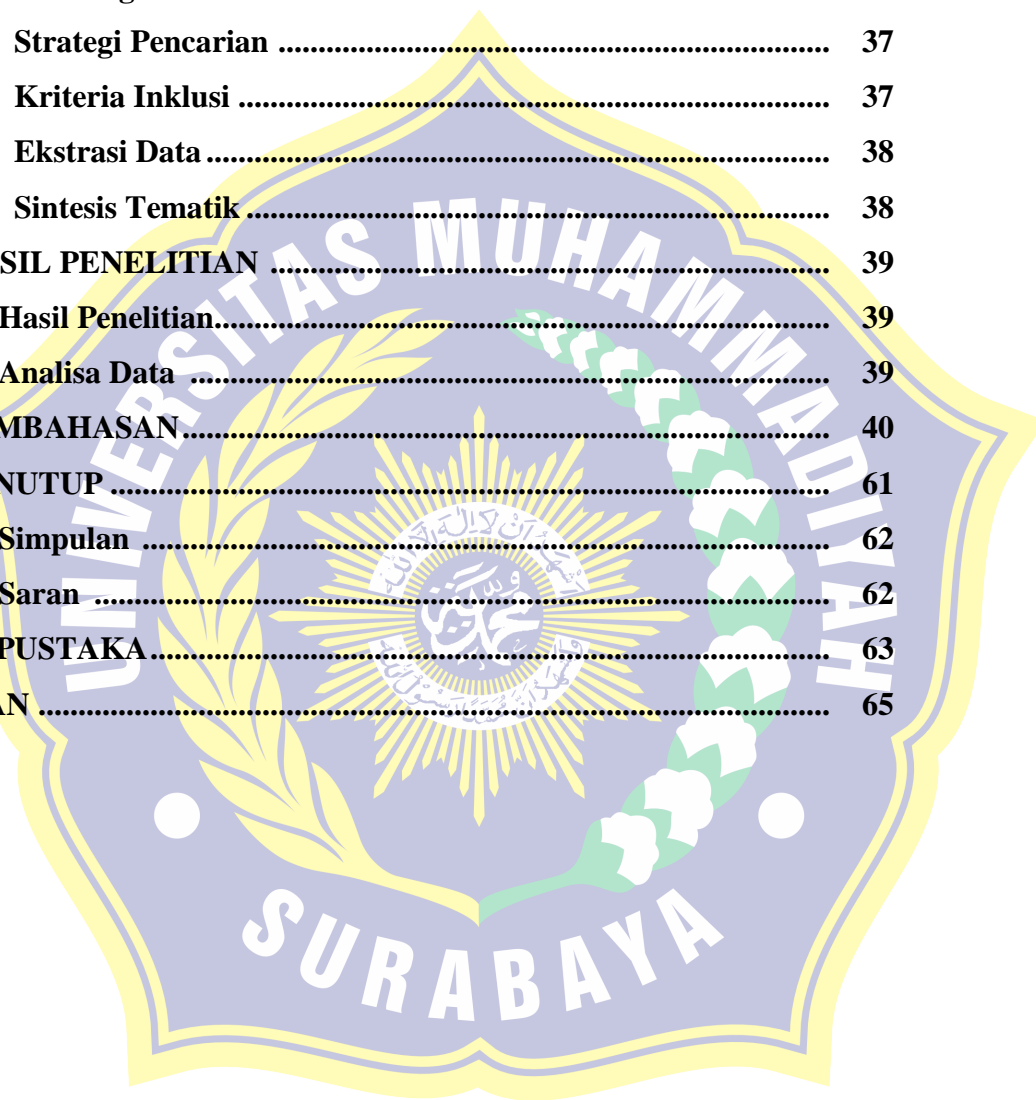 Strategi Pencarian ...................................................................... 37
Kriteria Inklusi ........................................................................... 37
Ekstrasi Data ............................................................................... 38
Sintesis Tematik .......................................................................... 38
SIL PENELITIAN ....................................................................... 39
Hasil Penelitian ............................................................................ 39
Analisa Data ................................................................................ 39
MBAHASAN ................................................................................ 40
NUTUP ......................................................................................... 61
Simpulan ...................................................................................... 62
Saran ............................................................................................ 62
PUSTAKA .................................................................................... 63
AN ................................................................................................. 65
UNIVERSITAS MUHAMMADIYAH
SURABAYA